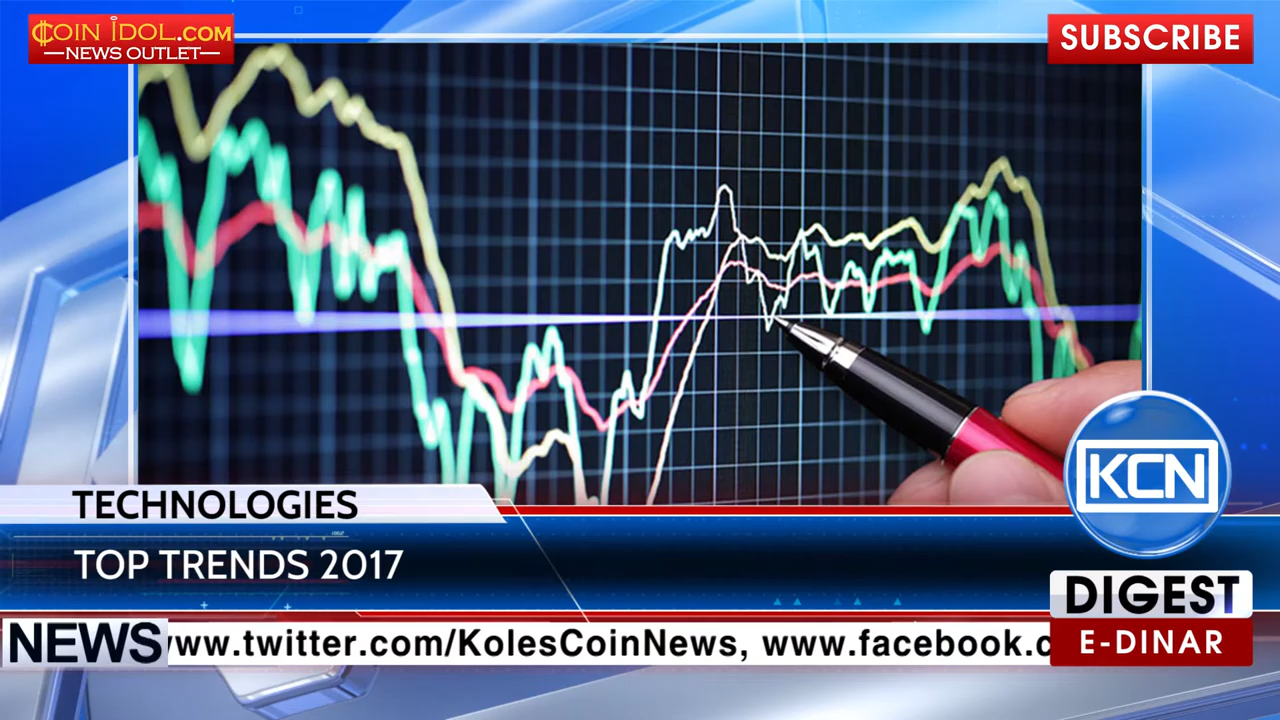 COIN IDOL.COM
NEWS OUTLET
SUBSCRIBE
KCN
TECHNOLOGIES
TOP TRENDS 2017
DIGEST
E-DINAR
NEWS
www.twitter.com/KolesCoinNews, www.facebook.c